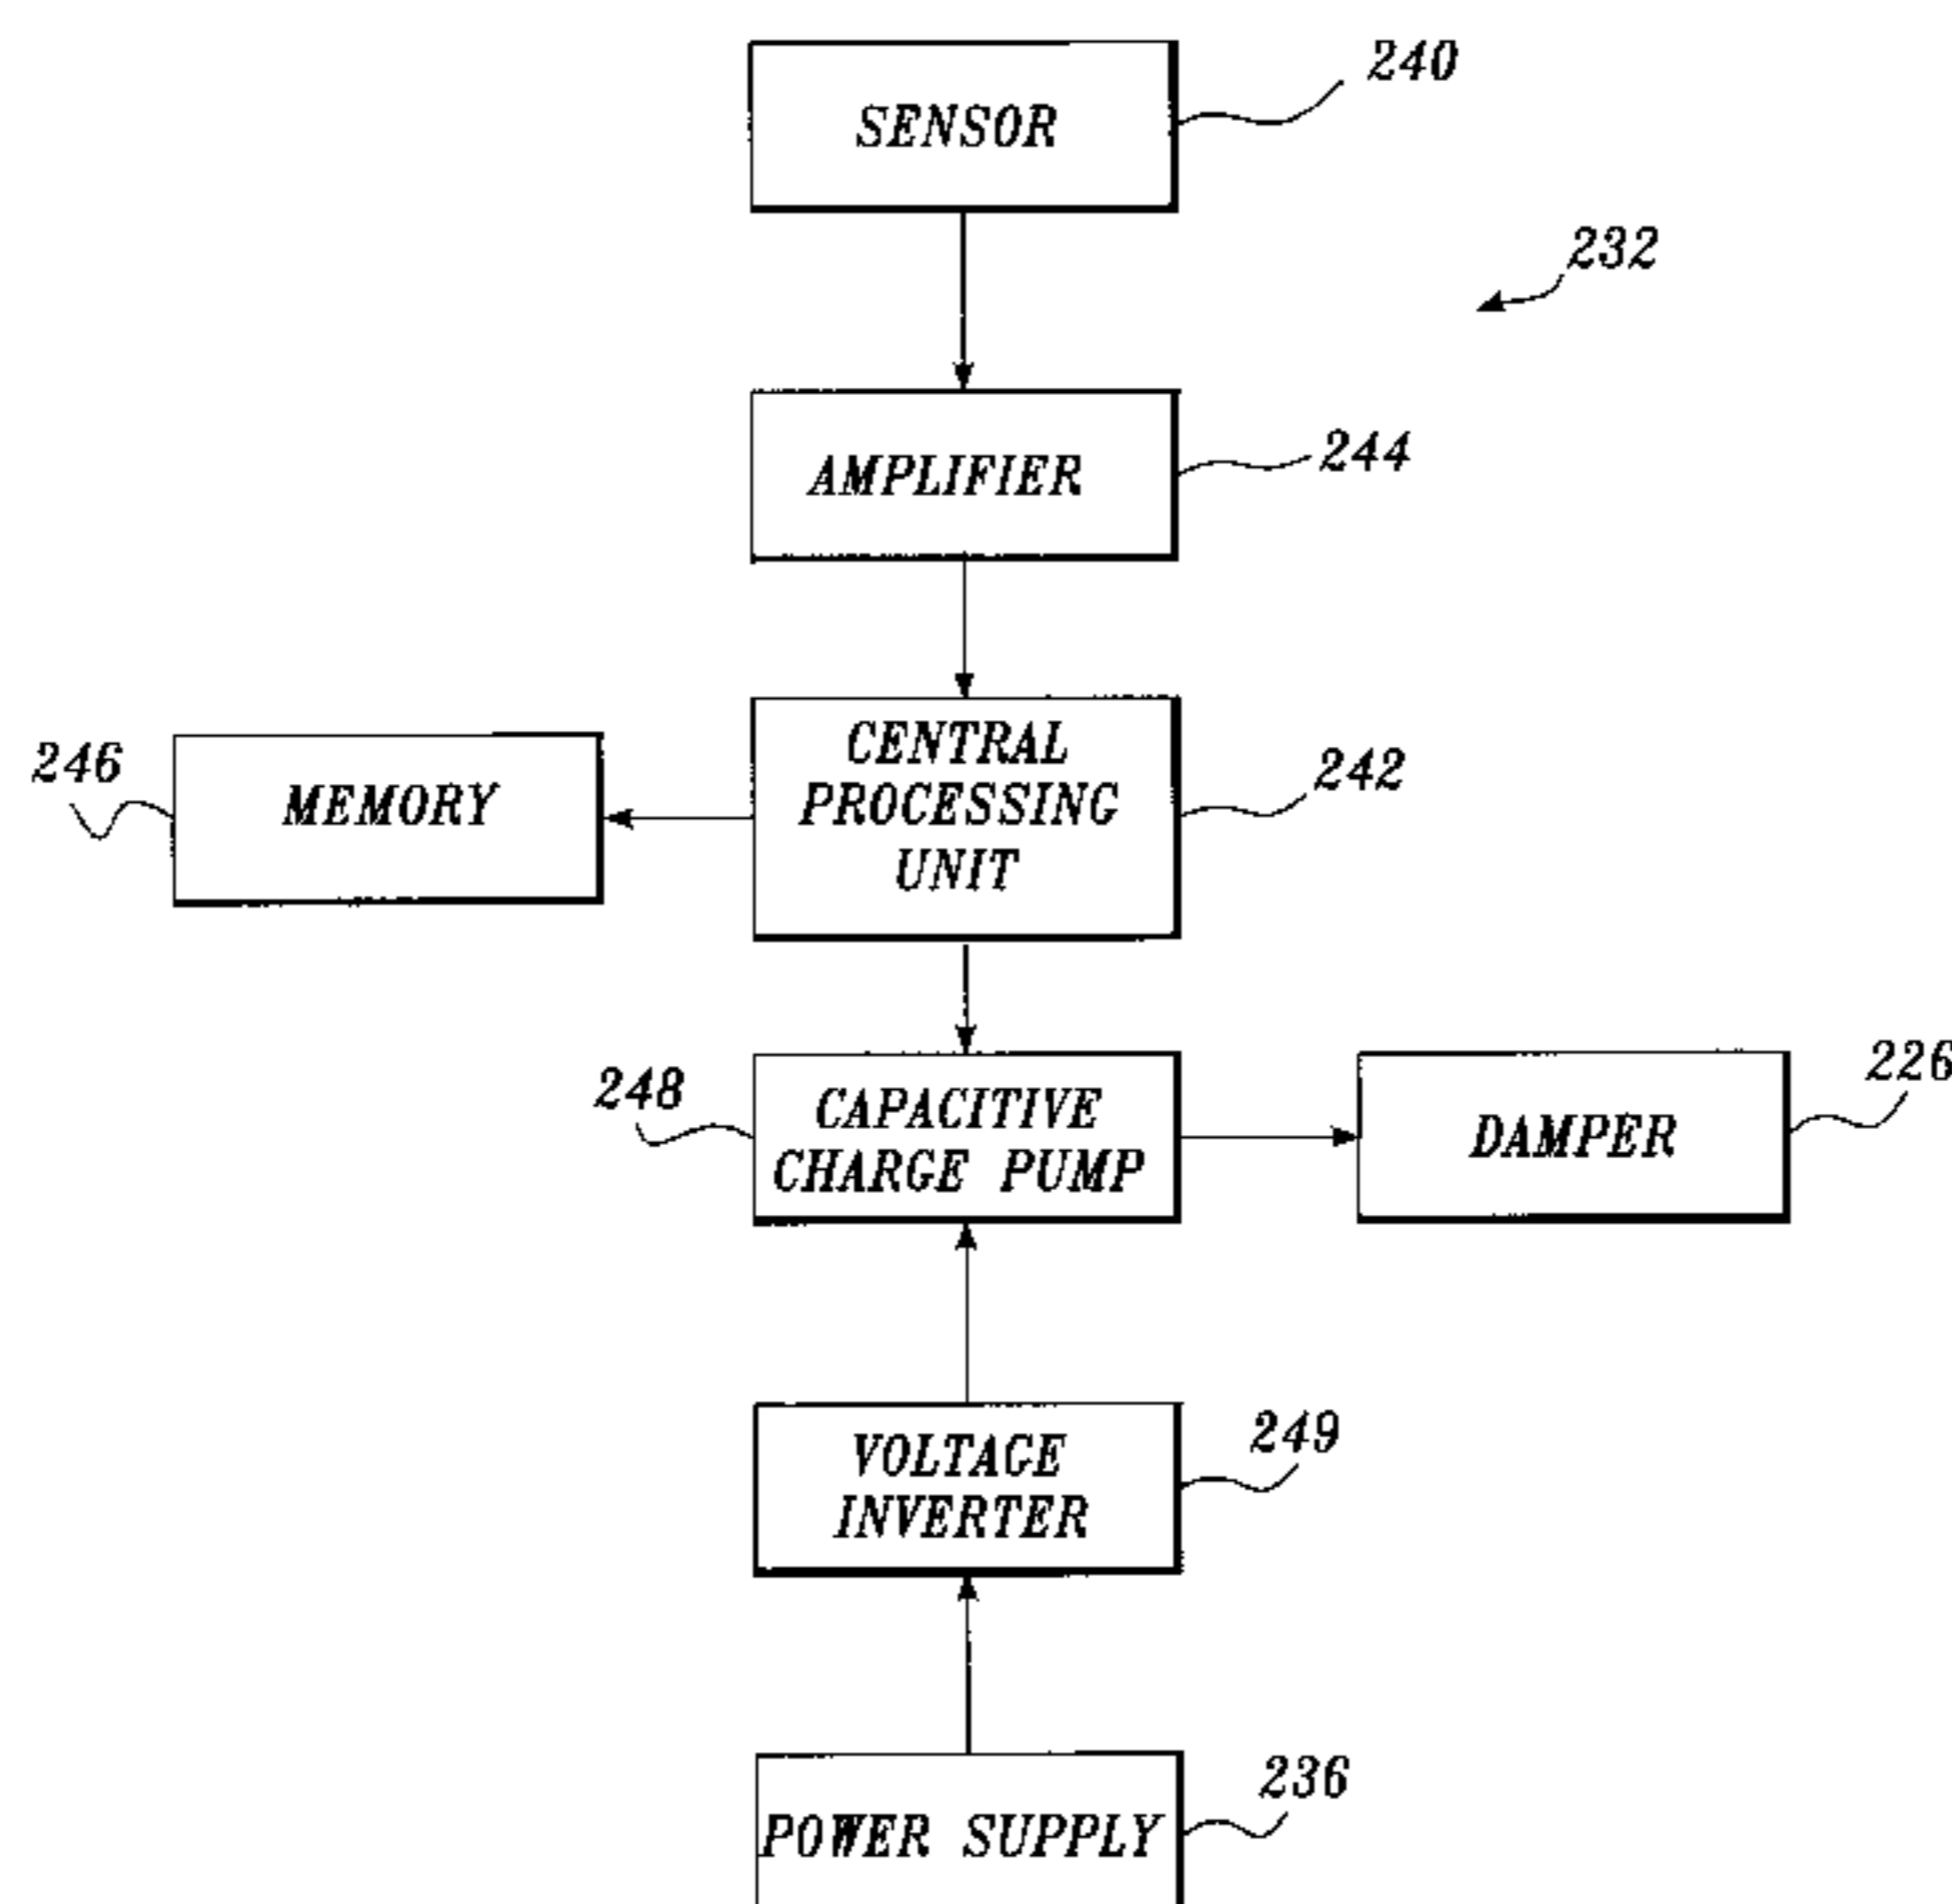 240
SENSOR
232
244
AMPLIFIER
246
MEMORY
CENTRAL
PROCESSING
UNIT
242
248
CAPACITIVE
CHARGE PUMP
226
DAMPER
249
VOLTAGE
INVERTER
236
POWER SUPPLY